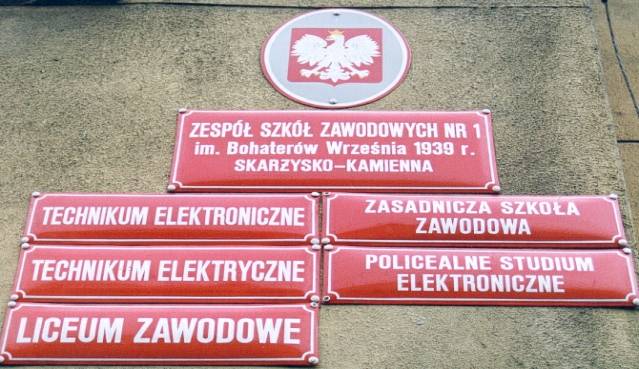 ZESPÓŁ SZKÓŁ ZAWODOWYCH NR 1
im. Bohaterów Września 1939 r.
SKARZYSKO-KAMIENNA
TECHNIKUM ELEKTRONICZNE
ZASADNICZA SZKOŁA
ZAWODOWA
TECHNIKUM ELEKTRYCZNE
POLICEALNE STUDIUM
ELEKTRONICZNE
LICEUM ZAWODOWE